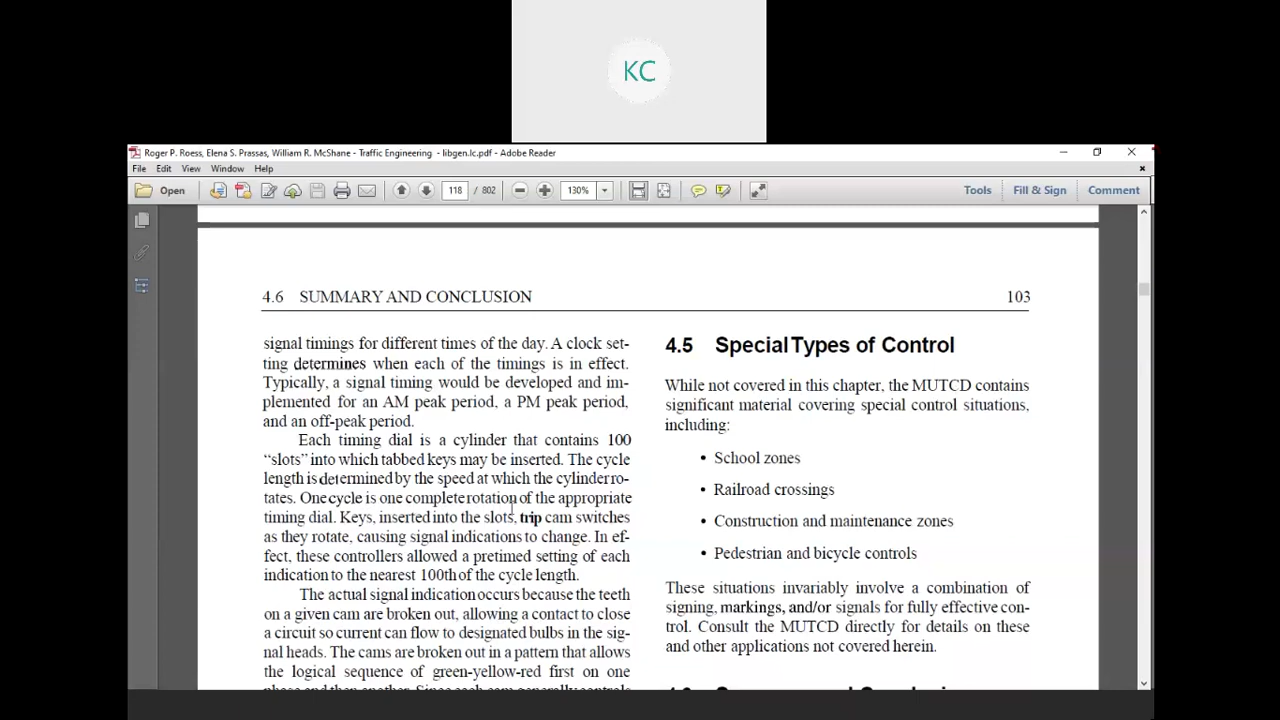 KC
Roger P. Roess, Elena S. Prassas, William R. McShane - Traffic Engineering - libgen.lc.pdf - Adobe Reader
File Edit View Window Help
Open 118 / 802 130% Tools Fill & Sign Comment
4.6 SUMMARY AND CONCLUSION 103
signal timings for different times of the day. A clock set-
ting determines when each of the timings is in effect.
Typically, a signal timing would be developed and im-
plemented for an AM peak period, a PM peak period,
and an off-peak period.
Each timing dial is a cylinder that contains 100
“slots” into which tabbed keys may be inserted. The cycle
length is determined by the speed at which the cylinder ro-
tates. One cycle is one complete rotation of the appropriate
timing dial. Keys, inserted into the slots, trip cam switches
as they rotate, causing signal indications to change. In ef-
fect, these controllers allowed a pretimed setting of each
indication to the nearest 100th of the cycle length.
The actual signal indication occurs because the teeth
on a given cam are broken out, allowing a contact to close
a circuit so current can flow to designated bulbs in the sig-
nal heads. The cams are broken out in a pattern that allows
the logical sequence of green-yellow-red first on one
phase and then another. Since each cam generally controls
4.5 Special Types of Control
While not covered in this chapter, the MUTCD contains
significant material covering special control situations,
including:
• School zones
• Railroad crossings
• Construction and maintenance zones
• Pedestrian and bicycle controls
These situations invariably involve a combination of
signing, markings, and/or signals for fully effective con-
trol. Consult the MUTCD directly for details on these
and other applications not covered herein.